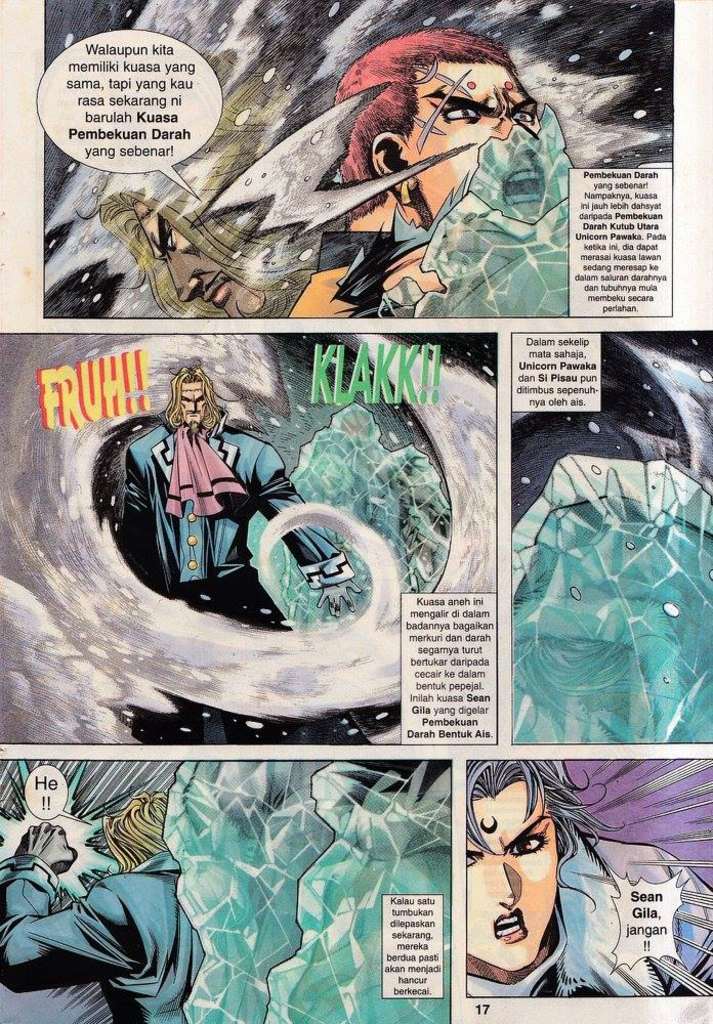 Walaupun kita
memiliki kuasa yang
sama, tapi yang kau
rasa sekarang ni
barulah Kuasa
Pembekuan Darah
yang sebenar!
Pembekuan Darah
yang sebenar!
Nampaknya, kuasa
ini jauh lebih dahsyat
daripada Pembekuan
Darah Kutub Utara
Unicorn Pawaka. Pada
ketika ini, dia dapat
merasai kuasa lawan
sedang meresap ke
dalam saluran darahnya
dan tubuhnya mula
membeku secara
perlahan.
FRUH!!
KLAKK!!
Kuasa aneh ini
mengalir di dalam
badannya bagaikan
merkuri dan darah
segarnya turut
bertukar daripada
cecair ke dalam
bentuk pepejal.
Inilah kuasa Sean
Gila yang digelar
Pembekuan
Darah Bentuk Ais.
Dalam sekelip
mata sahaja,
Unicorn Pawaka
dan Si Pisau pun
ditimbus sepenuh-
nya oleh ais.
He
!!
Kalau satu
tumbukan
dilepaskan
sekarang,
mereka
berdua pasti
akan menjadi
hancur
berkecai.
Sean
Gila,
jangan
!!
17